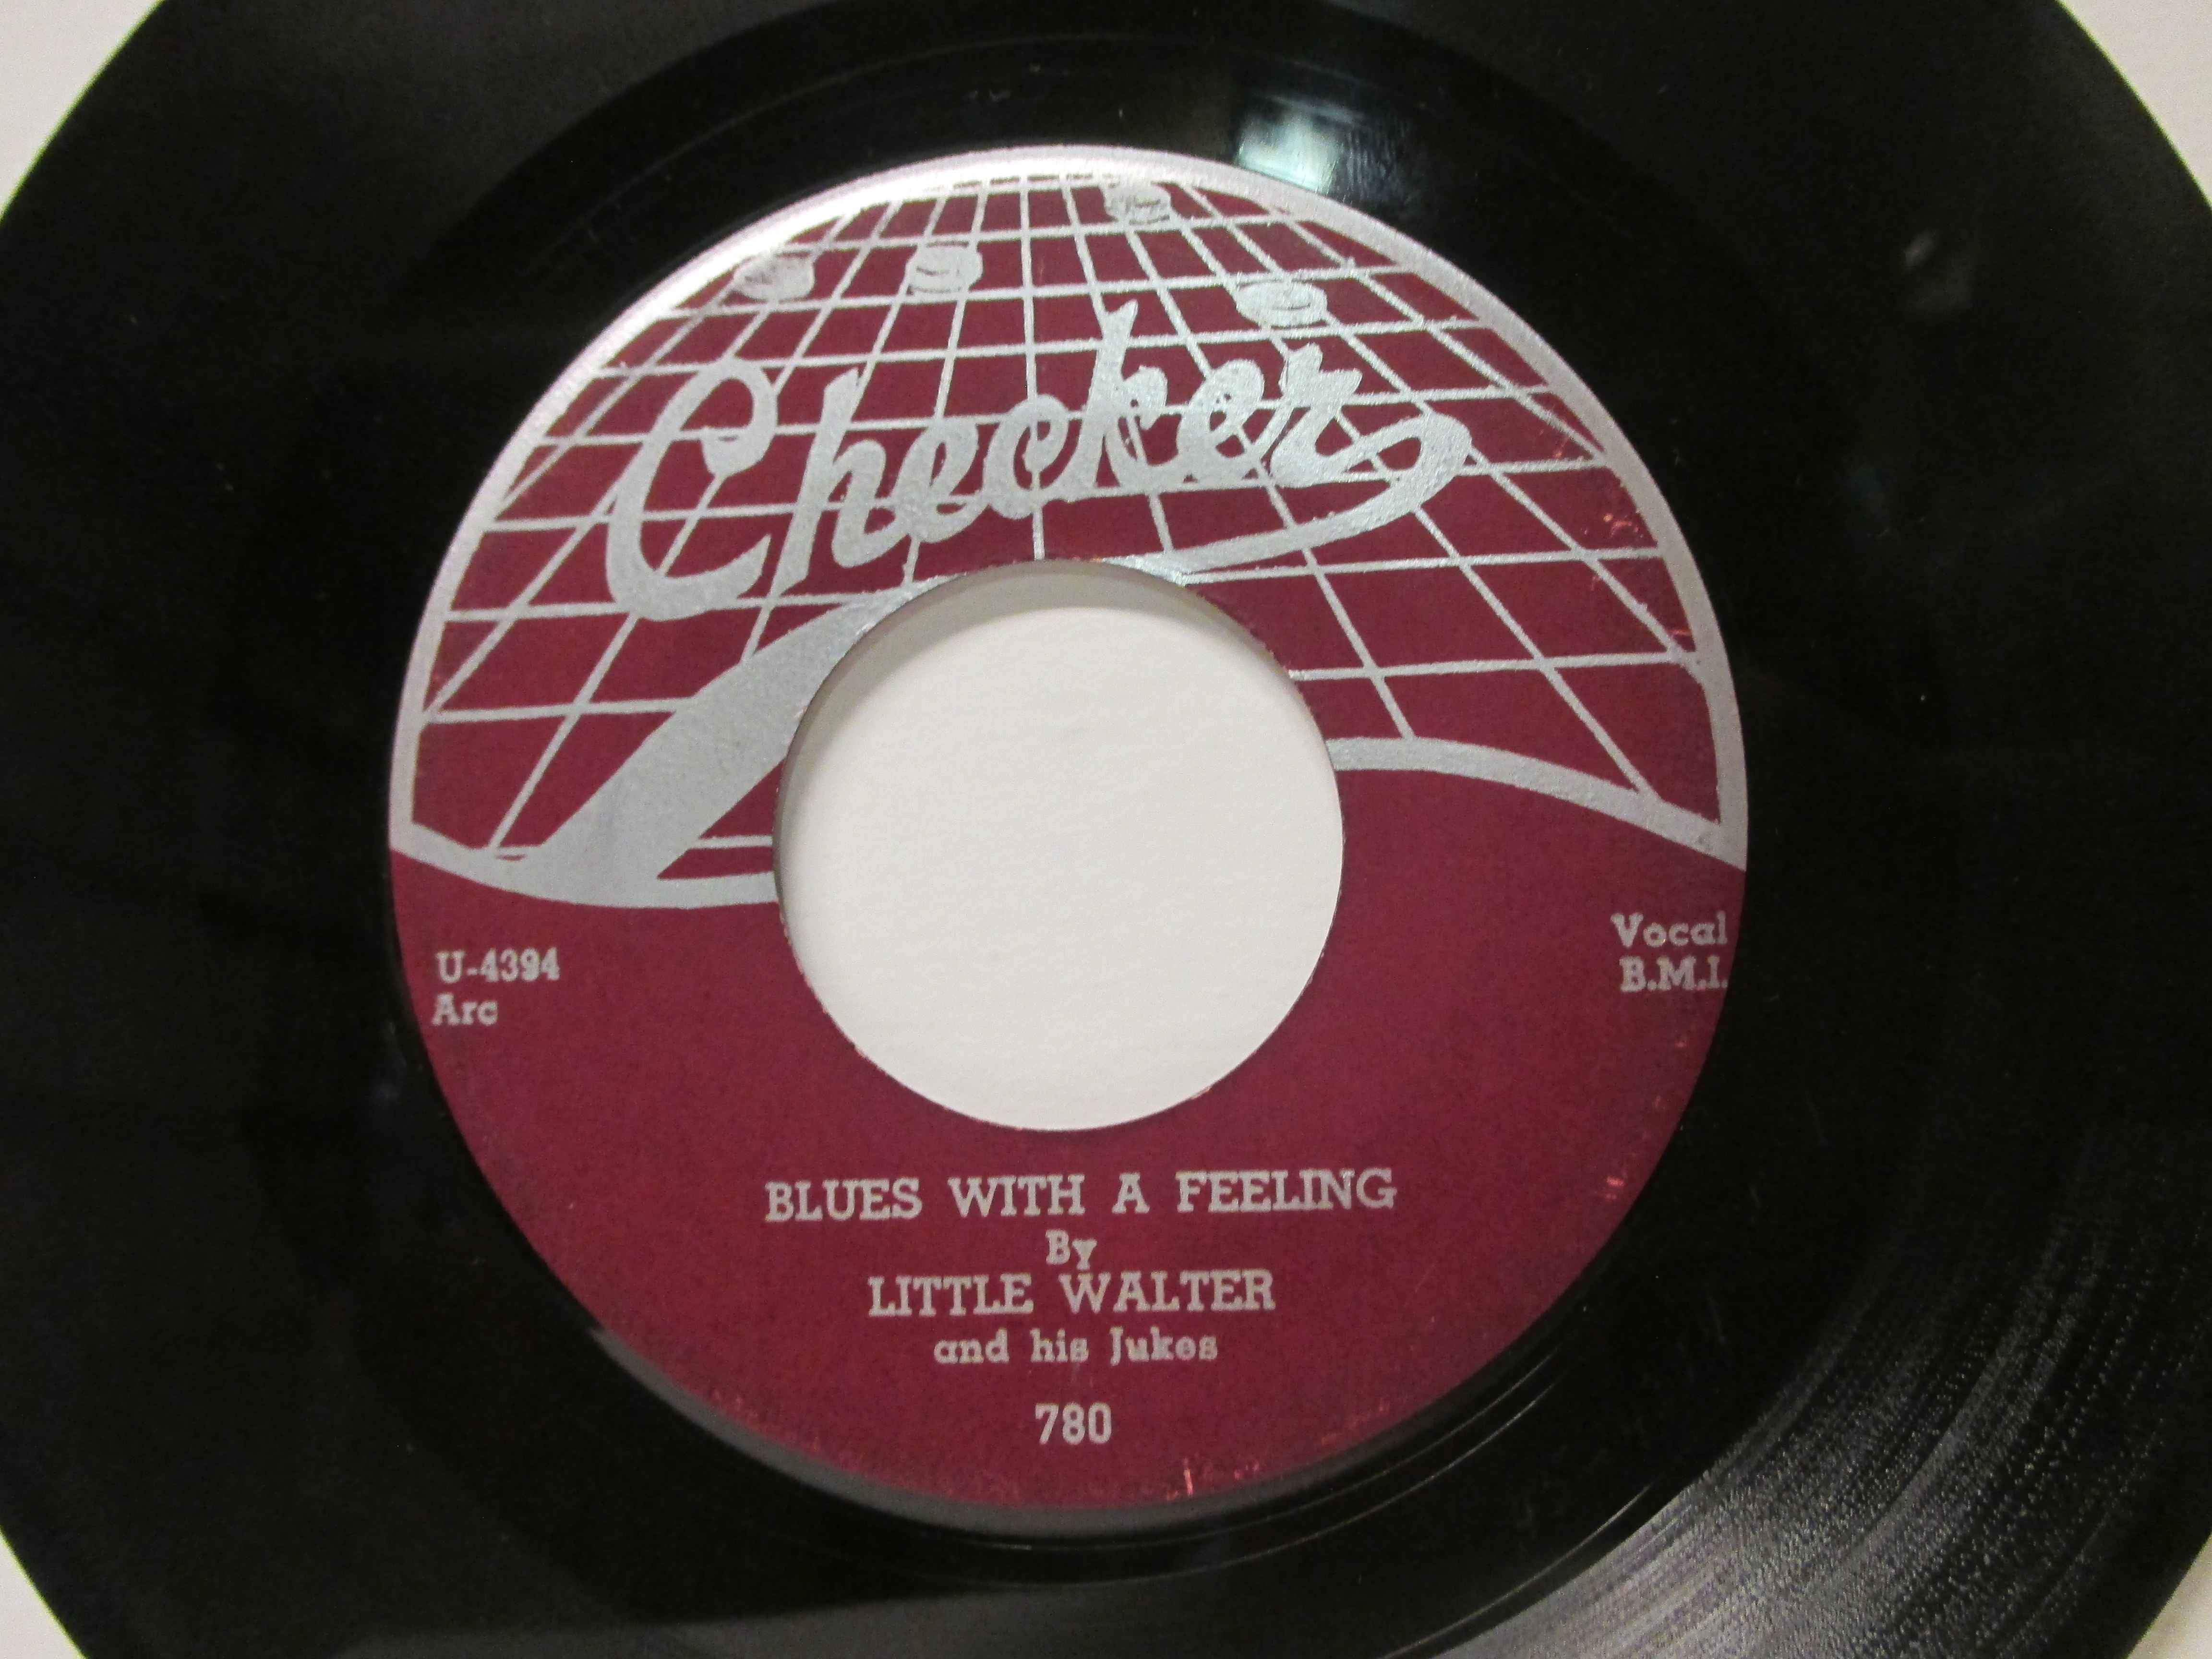 Checker
U-4394
Arc
Vocal
B.M.I.
BLUES WITH A FEELING
By
LITTLE WALTER
and his Jukes
780